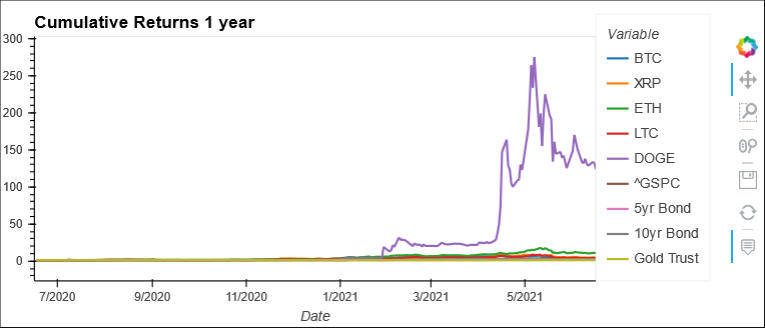 Cumulative Returns 1 year
300
250
200
150
100
50
0
7/2020 9/2020 11/2020 1/2021 3/2021 5/2021
Date
Variable
BTC
XRP
ETH
LTC
DOGE
^GSPC
5yr Bond
10yr Bond
Gold Trust